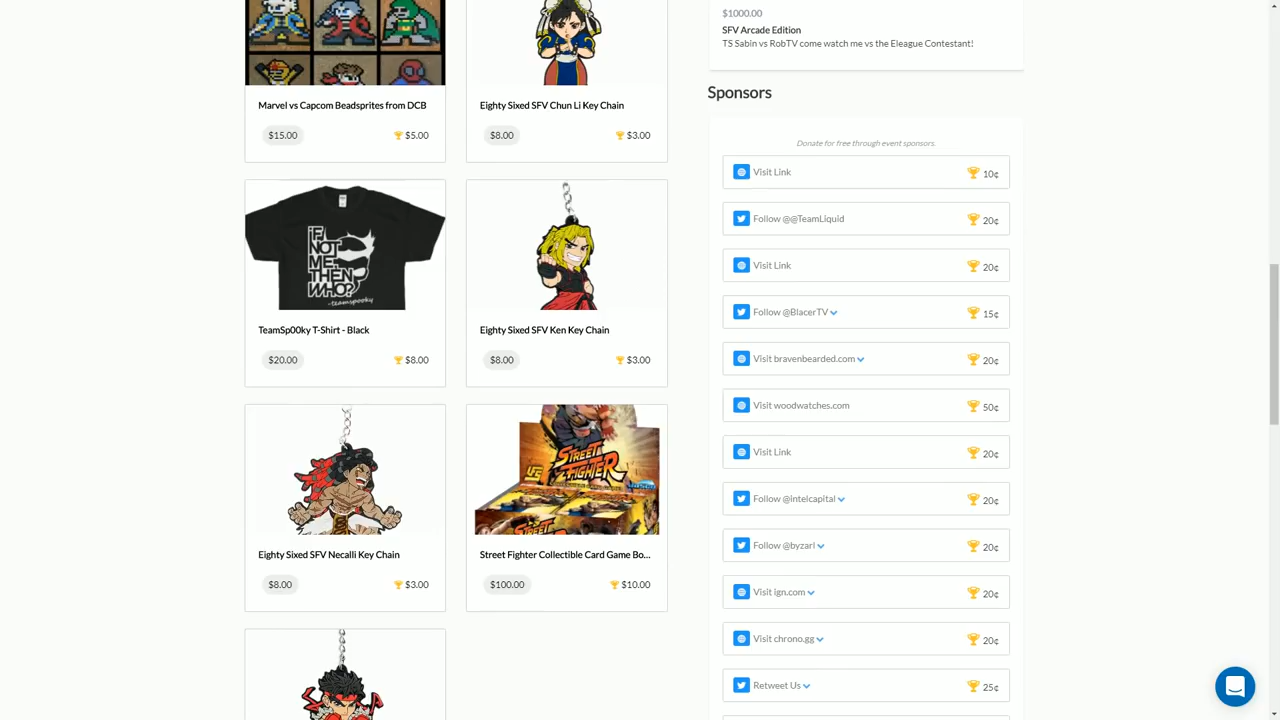 $1000.00
SFV Arcade Edition
TS Sabin vs RobTV come watch me vs the Eleague Contestant!
Marvel vs Capcom Beadsprites from DCB
$15.00
$5.00
Eighty Sixed SFV Chun Li Key Chain
$8.00
$3.00
IF
NOT
ME,
THEN
WHO?
-teamspooky
TeamSp00ky T-Shirt - Black
$20.00
$8.00
Eighty Sixed SFV Ken Key Chain
$8.00
$3.00
Eighty Sixed SFV Necalli Key Chain
$8.00
$3.00
STREET
FIGHTER
UFS
Street Fighter Collectible Card Game Bo...
$100.00
$10.00
Sponsors
Donate for free through event sponsors.
Visit Link
10¢
Follow @@TeamLiquid
20¢
Visit Link
20¢
Follow @BlacerTV
15¢
Visit bravenbearded.com
20¢
Visit woodwatches.com
50¢
Visit Link
20¢
Follow @Intelcapital
20¢
Follow @byzarl
20¢
Visit ign.com
20¢
Visit chrono.gg
20¢
Retweet Us
25¢